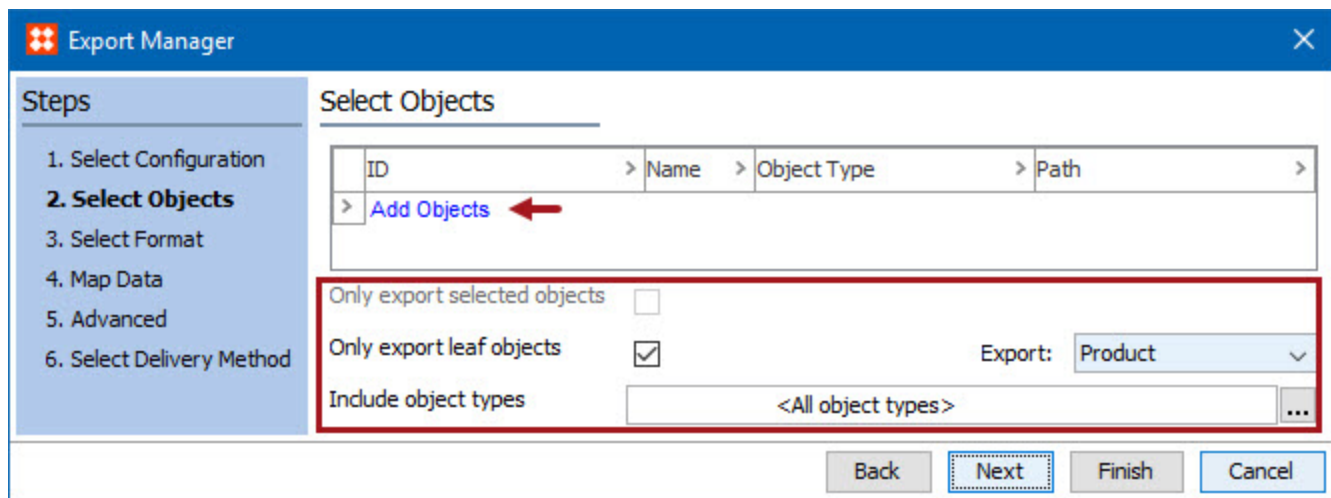 Export Manager
Steps
1. Select Configuration
2. Select Objects
3. Select Format
4. Map Data
5. Advanced
6. Select Delivery Method
Select Objects
ID > Name > Object Type > Path >
> Add Objects
Only export selected objects
Only export leaf objects Export: Product
Include object types <All object types> ...
Back Next Finish Cancel